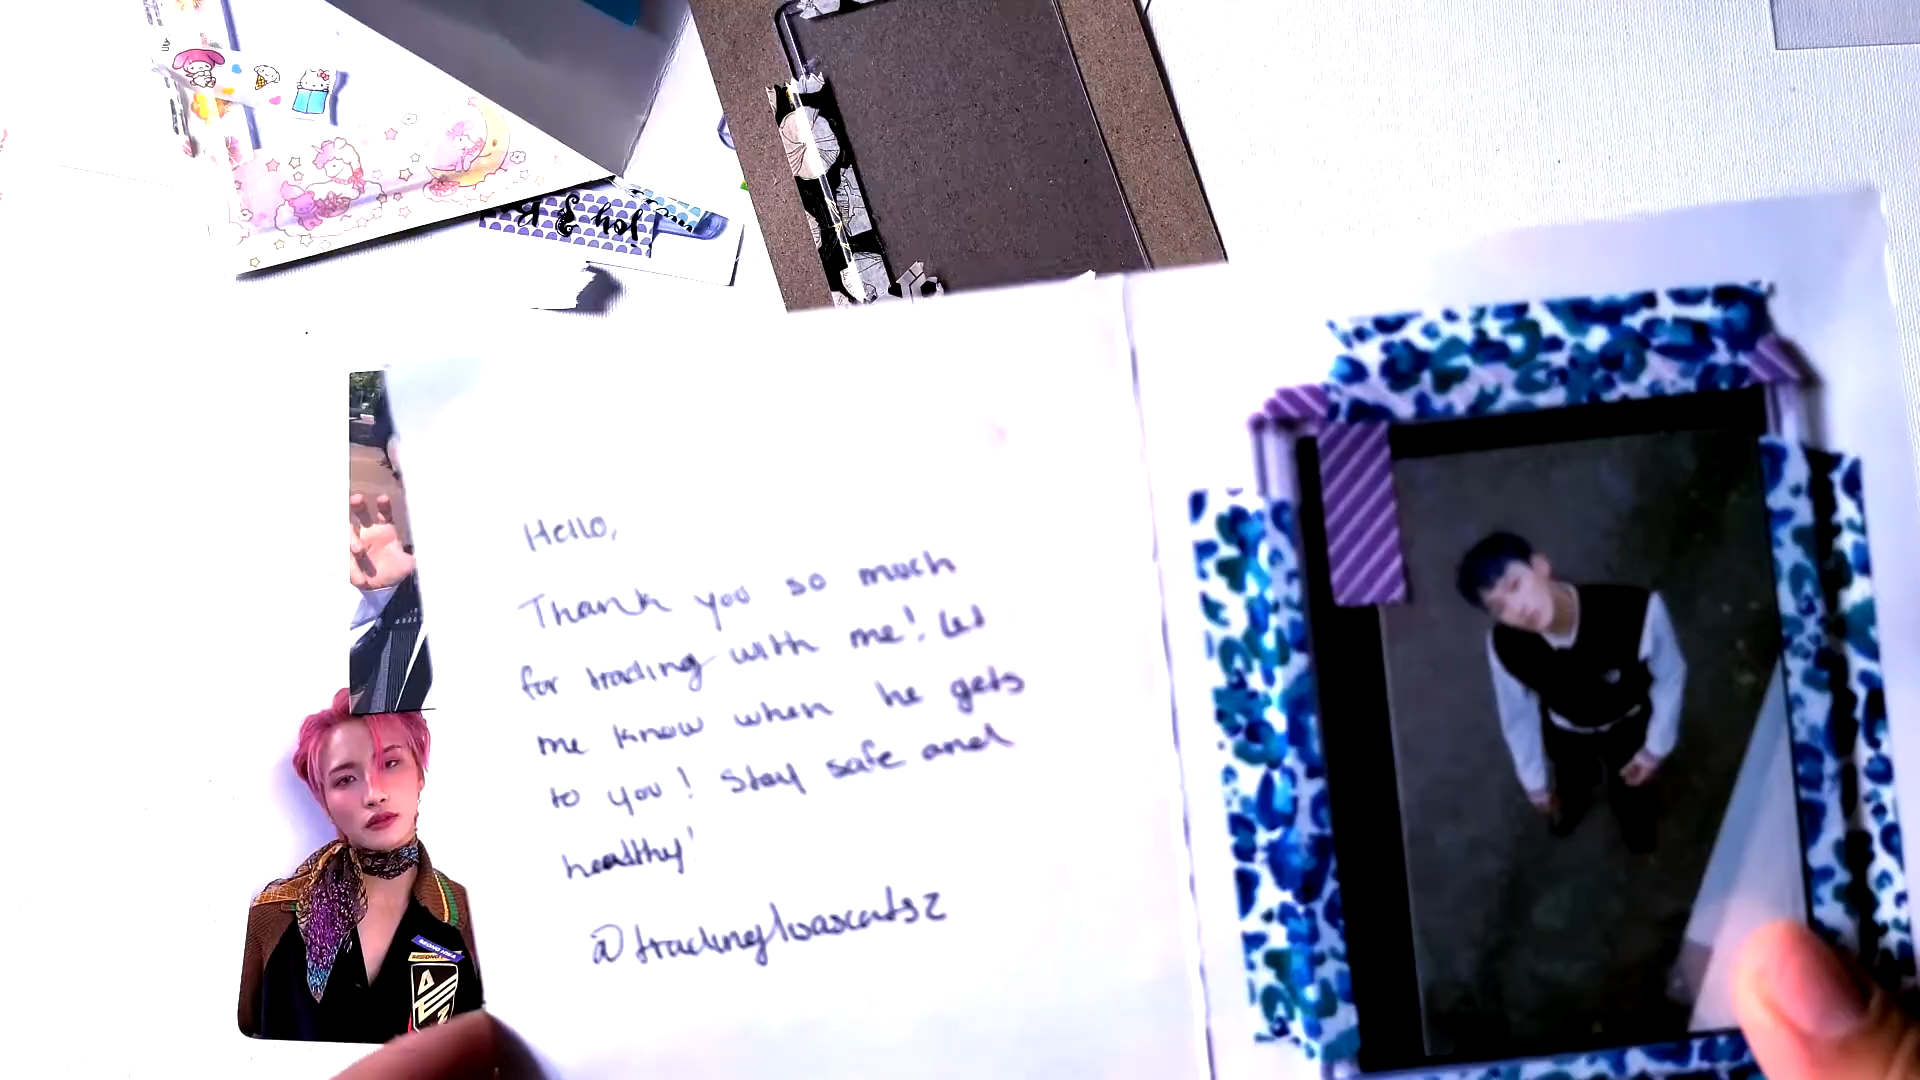 joy
Hello,
Thank you so much
for trading with me! Let
me know when he gets
to you! Stay safe and
healthy!